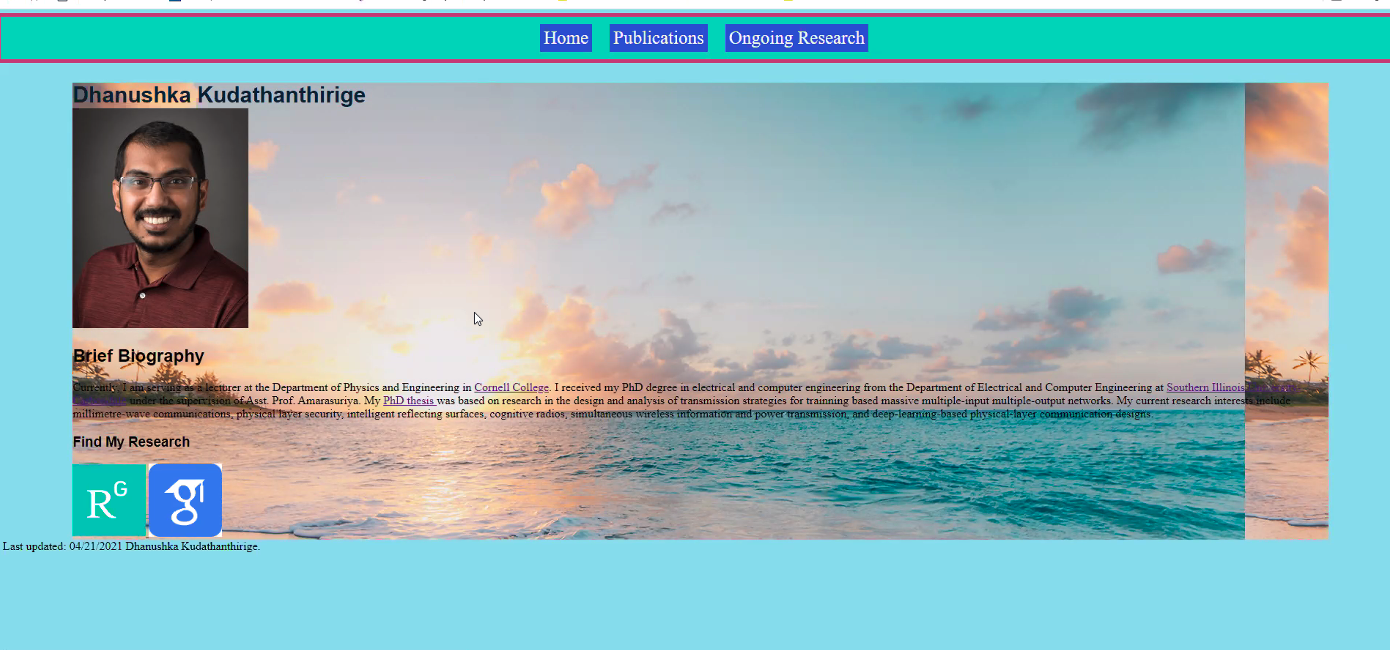 Home Publications Ongoing Research
Dhanushka Kudathanthirige
Brief Biography
Currently, I am serving as a lecturer at the Department of Physics and Engineering in Cornell College. I received my PhD degree in electrical and computer engineering from the Department of Electrical and Computer Engineering at Southern Illinois
under the supervision of Asst. Prof. Amarasuriya. My PhD thesis was based on research in the design and analysis of transmission strategies for trainning based massive multiple-input multiple-output networks. My current research interests include
millimetre-wave communications, physical layer security, intelligent reflecting surfaces, cognitive radios, simultaneous wireless information and power transmission, and deep-learning-based physical-layer communication designs.
Find My Research
RG g
Last updated: 04/21/2021 Dhanushka Kudathanthirige.